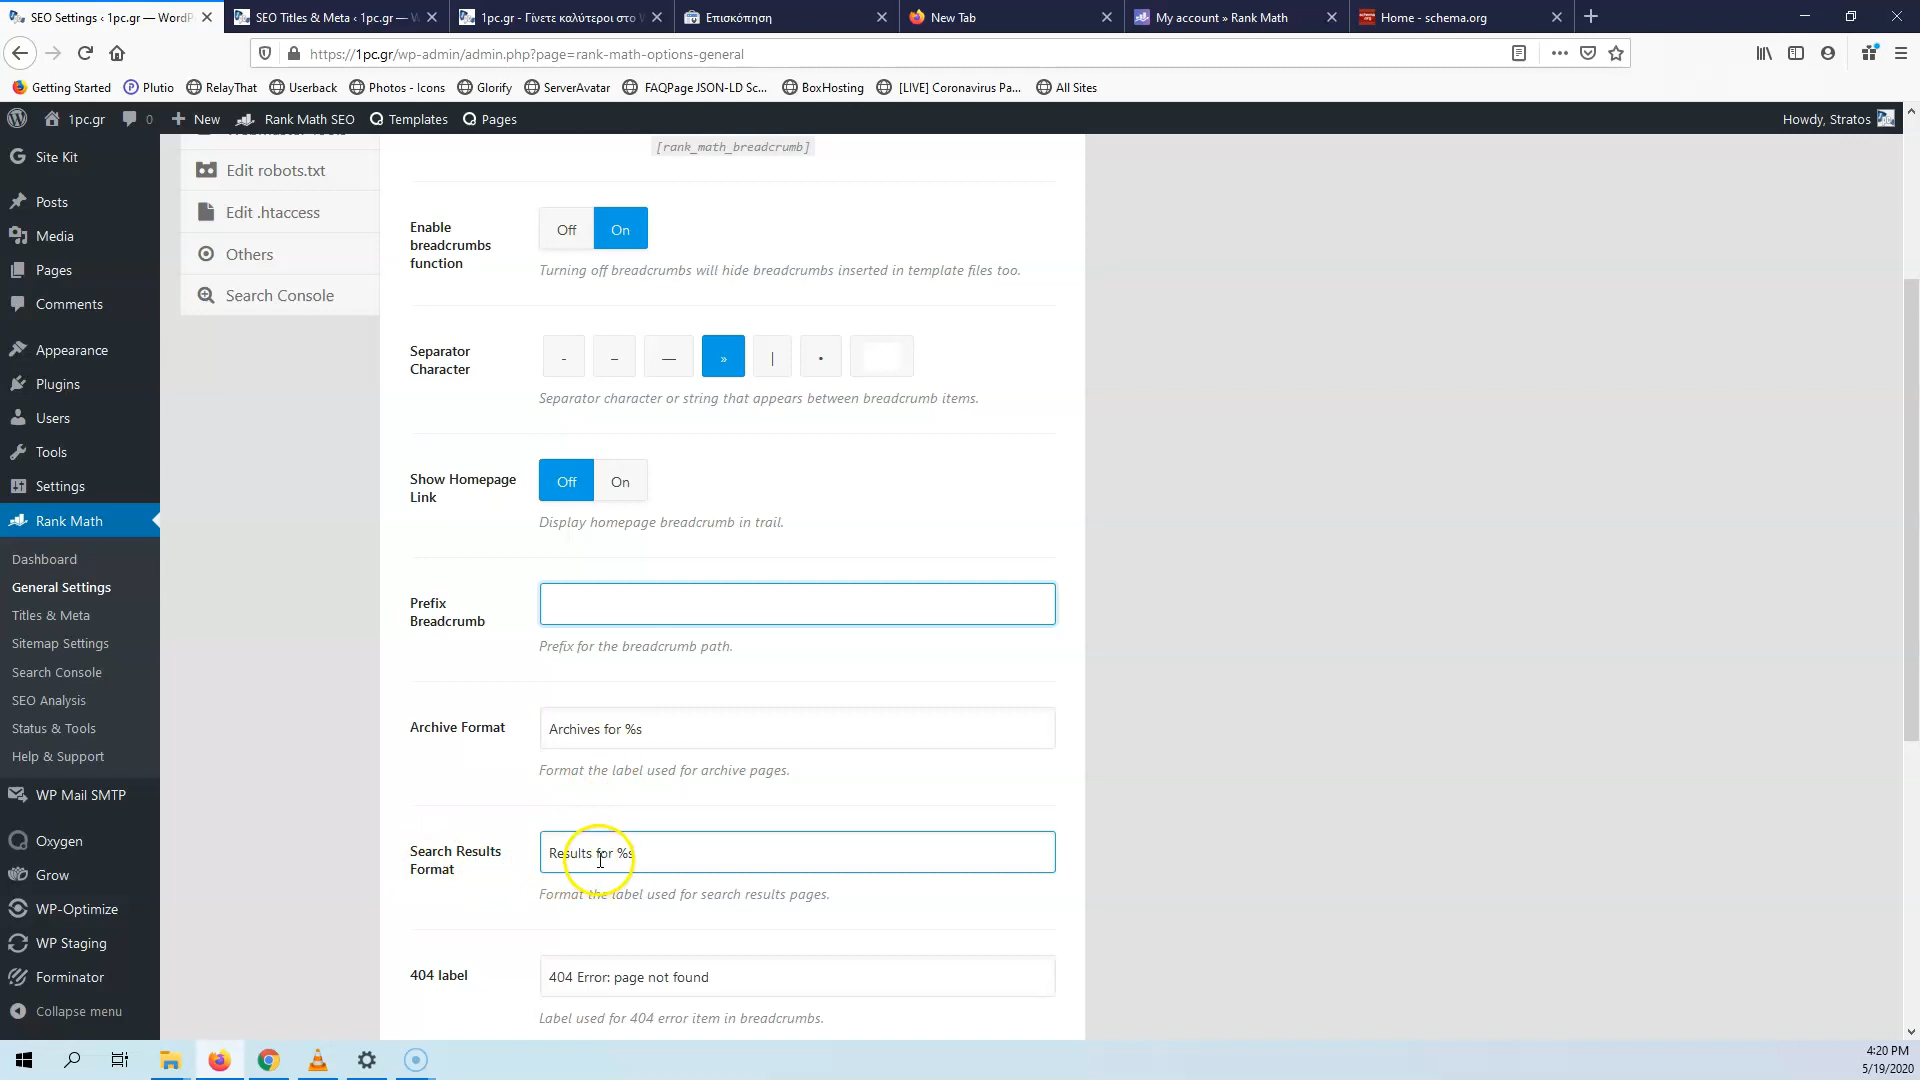 SEO Settings ‹ 1pc.gr — WordP
SEO Titles & Meta ‹ 1pc.gr — W
1pc.gr - Γίνετε καλύτεροι στο W
Επισκόπηση
New Tab
My account » Rank Math
Home - schema.org
https://1pc.gr/wp-admin/admin.php?page=rank-math-options-general
Getting Started
Plutio
RelayThat
Userback
Photos - Icons
Glorify
ServerAvatar
FAQPage JSON-LD Sc...
BoxHosting
[LIVE] Coronavirus Pa...
All Sites
1pc.gr
0
New
Rank Math SEO
Templates
Pages
Howdy, Stratos
Site Kit
Posts
Media
Pages
Comments
Appearance
Plugins
Users
Tools
Settings
Rank Math
Dashboard
General Settings
Titles & Meta
Sitemap Settings
Search Console
SEO Analysis
Status & Tools
Help & Support
WP Mail SMTP
Oxygen
Grow
WP-Optimize
WP Staging
Forminator
Collapse menu
Edit robots.txt
Edit .htaccess
Others
Search Console
[rank_math_breadcrumb]
Enable breadcrumbs function
Off
On
Turning off breadcrumbs will hide breadcrumbs inserted in template files too.
Separator Character
-
–
—
»
|
•
Separator character or string that appears between breadcrumb items.
Show Homepage Link
Off
On
Display homepage breadcrumb in trail.
Prefix Breadcrumb
Prefix for the breadcrumb path.
Archive Format
Archives for %s
Format the label used for archive pages.
Search Results Format
Results for %s
Format the label used for search results pages.
404 label
404 Error: page not found
Label used for 404 error item in breadcrumbs.
4:20 PM
5/19/2020